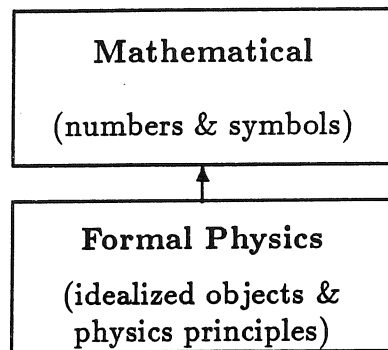 Mathematical
(numbers & symbols)
Formal Physics
(idealized objects &
physics principles)